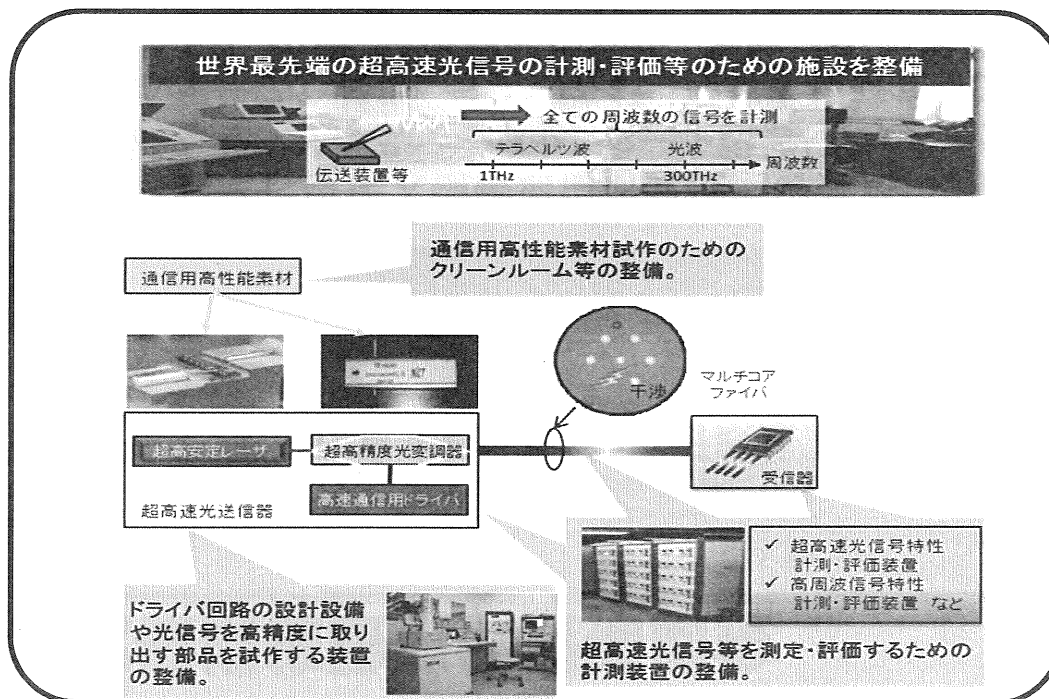 世界最先端の超高速光信号の計測・評価等のための施設を整備
全ての周波数の信号を計測
テラヘルツ波
光波
周波数
伝送装置等
1THz
300THz
通信用高性能素材試作のための
クリーンルーム等の整備。
通信用高性能素材
干渉
マルチコア
ファイバ
超高安定レーザ
超高精度光変調器
高速通信用ドライバ
超高速光送信器
受信器
✓ 超高速光信号特性
計測・評価装置
✓ 高周波信号特性
計測・評価装置 など
ドライバ回路の設計設備
や光信号を高精度に取り
出す部品を試作する装置
の整備。
超高速光信号等を測定・評価するための
計測装置の整備。